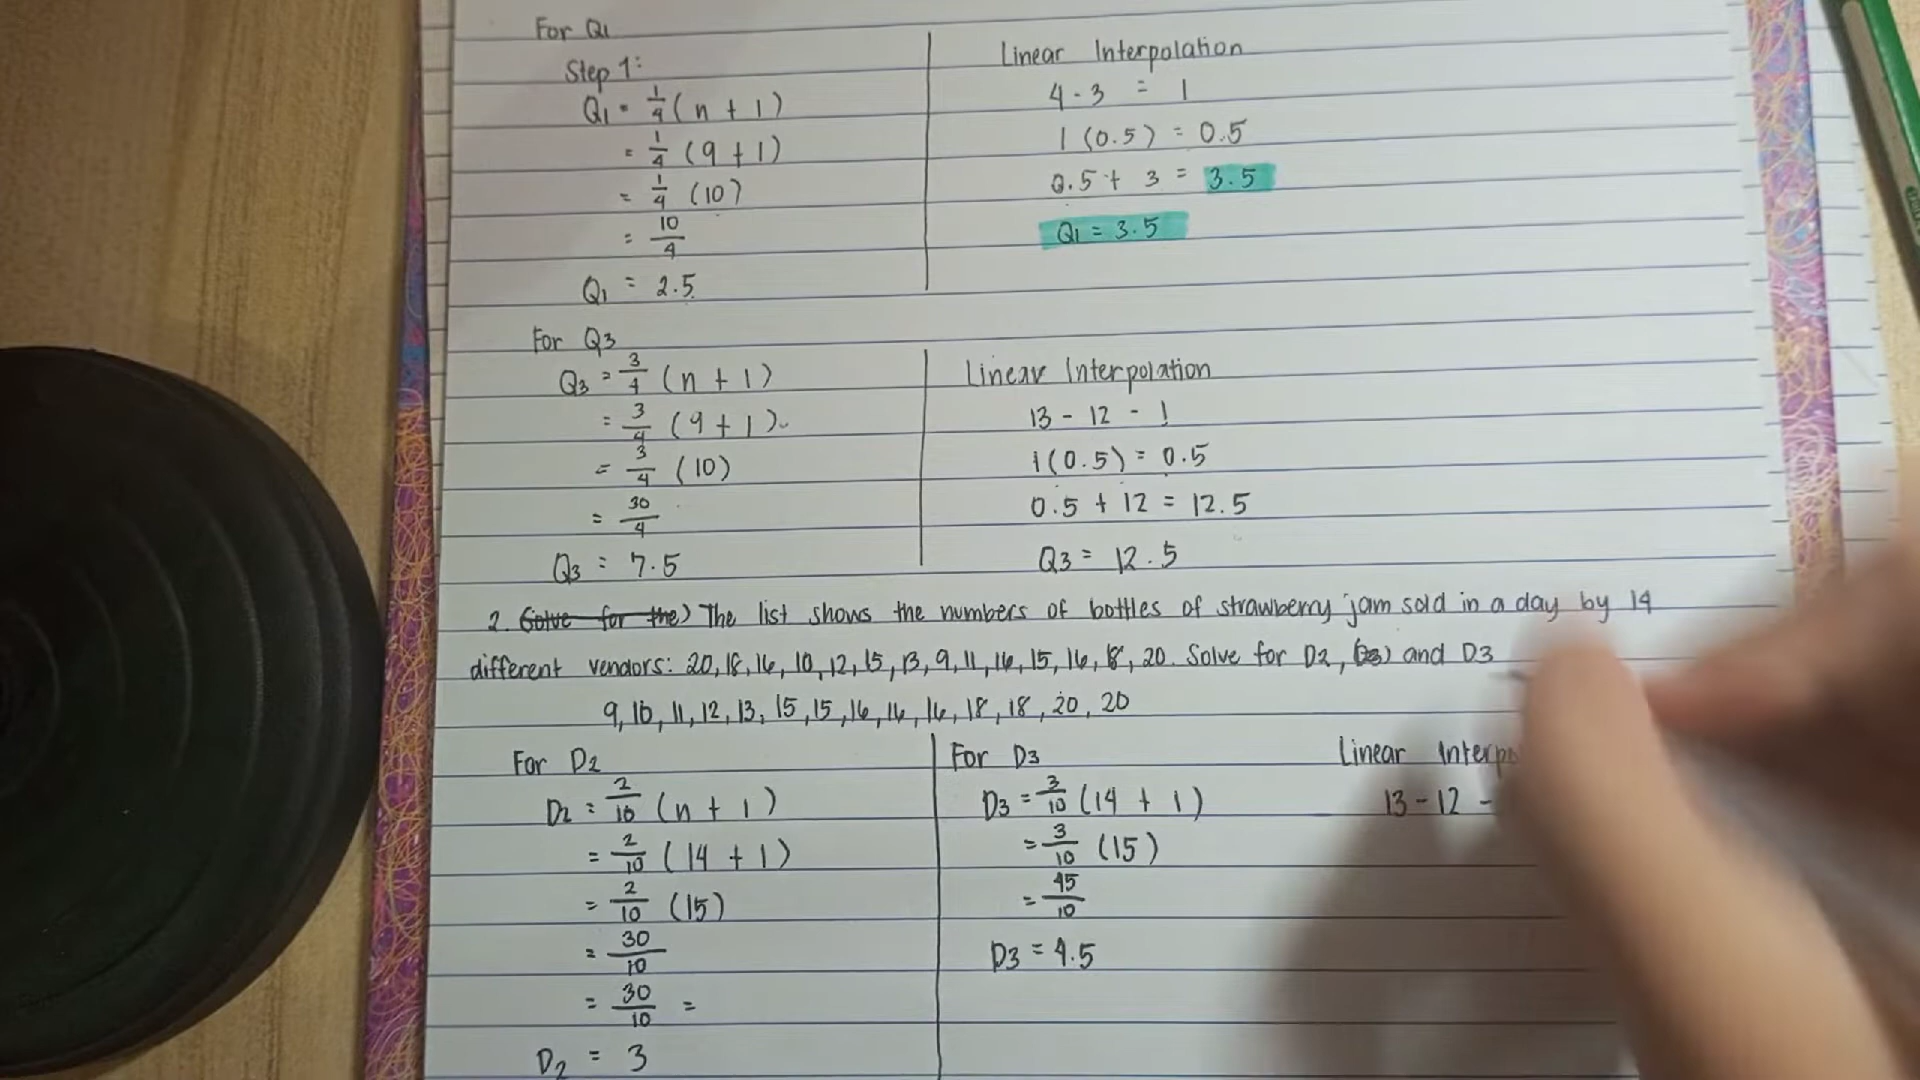 For Q1
Step 1:
Q1 = 1/4 (n + 1)
= 1/4 (9 + 1)
= 1/4 (10)
= 10/4
Q1 = 2.5
Linear Interpolation
4 - 3 = 1
1 (0.5) = 0.5
0.5 + 3 = 3.5
Q1 = 3.5
For Q3
Q3 = 3/4 (n + 1)
= 3/4 (9 + 1)
= 3/4 (10)
= 30/4
Q3 = 7.5
Linear Interpolation
13 - 12 - 1
1 (0.5) = 0.5
0.5 + 12 = 12.5
Q3 = 12.5
2. Solve for the) The list shows the numbers of bottles of strawberry jam sold in a day by 14
different vendors: 20, 18, 16, 10, 12, 15, 13, 9, 11, 16, 15, 16, 18, 20. Solve for D2, and D3
9, 10, 11, 12, 13, 15, 15, 16, 16, 16, 18, 18, 20, 20
For D2
D2 = 2/10 (n + 1)
= 2/10 (14 + 1)
= 2/10 (15)
= 30/10
= 30/10 =
D2 = 3
For D3
D3 = 3/10 (14 + 1)
= 3/10 (15)
= 45/10
D3 = 4.5
Linear Interpo
13 - 12 -